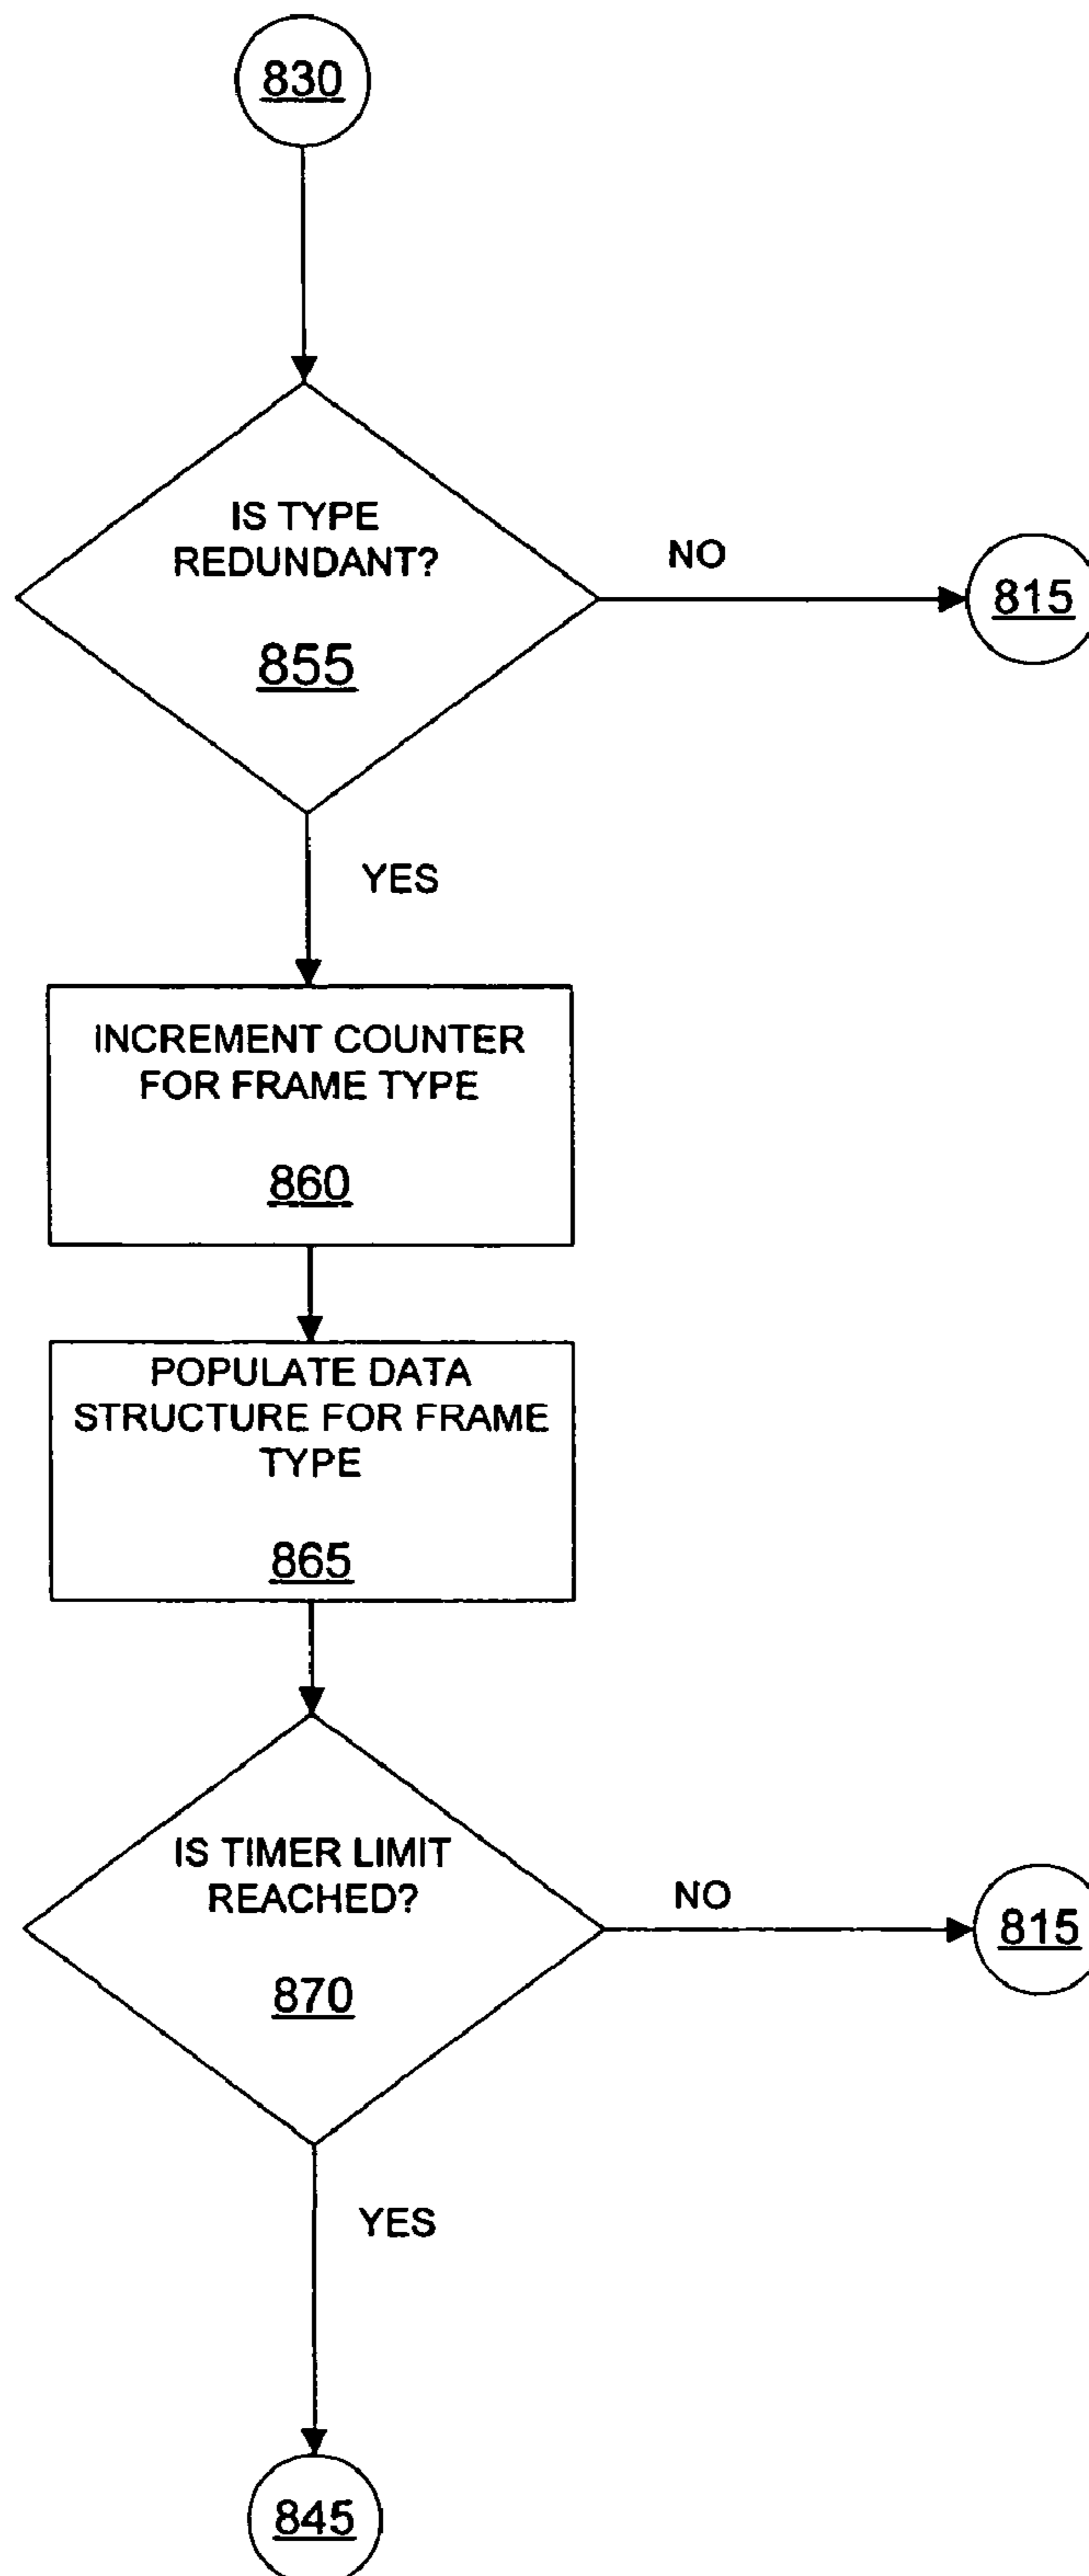 830
IS TYPE
REDUNDANT?
NO
815
855
YES
INCREMENT COUNTER
FOR FRAME TYPE
860
POPULATE DATA
STRUCTURE FOR FRAME
TYPE
865
IS TIMER LIMIT
REACHED?
NO
815
870
YES
845